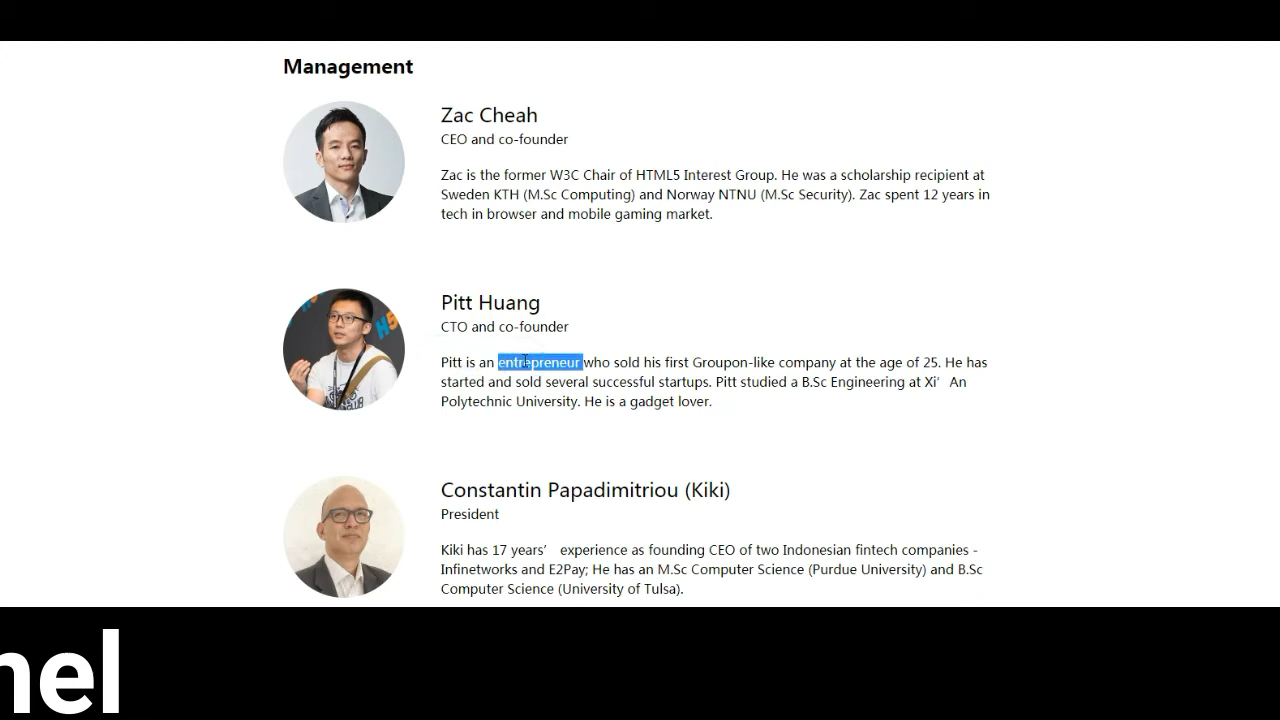 Management
Zac Cheah
CEO and co-founder
Zac is the former W3C Chair of HTML5 Interest Group. He was a scholarship recipient at
Sweden KTH (M.Sc Computing) and Norway NTNU (M.Sc Security). Zac spent 12 years in
tech in browser and mobile gaming market.
Pitt Huang
CTO and co-founder
Pitt is an entrepreneur who sold his first Groupon-like company at the age of 25. He has
started and sold several successful startups. Pitt studied a B.Sc Engineering at Xi’ An
Polytechnic University. He is a gadget lover.
Constantin Papadimitriou (Kiki)
President
Kiki has 17 years’ experience as founding CEO of two Indonesian fintech companies -
Infinetworks and E2Pay; He has an M.Sc Computer Science (Purdue University) and B.Sc
Computer Science (University of Tulsa).
nel